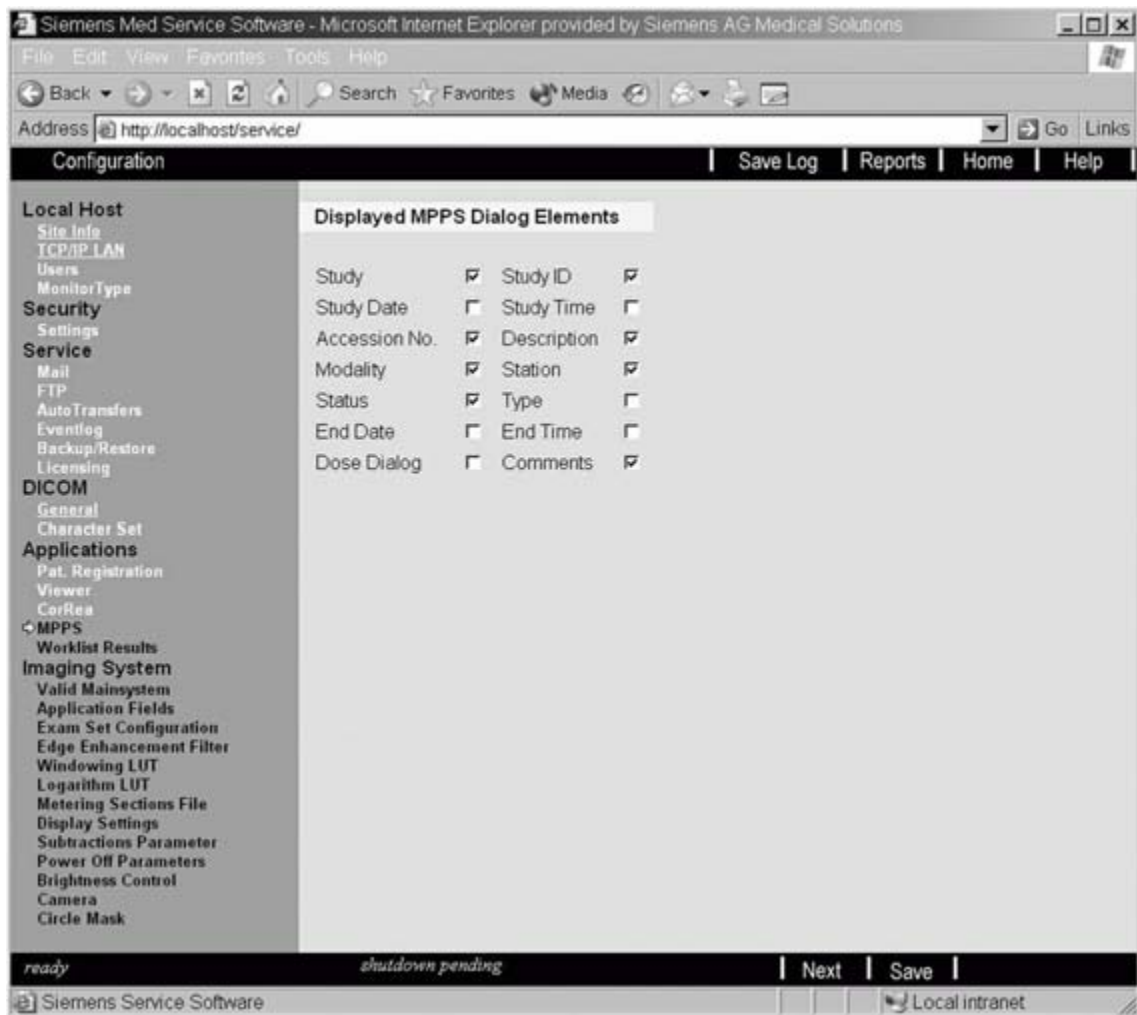 Siemens Med Service Software - Microsoft Internet Explorer provided by Siemens AG Medical Solutions
File Edit View Favorites Tools Help
Back Search Favorites Media
Address http://localhost/service/ Go Links
Configuration Save Log Reports Home Help
Local Host
Site Info
TCP/IP LAN
Users
MonitorType
Security
Settings
Service
Mail
FTP
AutoTransfers
Eventlog
Backup/Restore
Licensing
DICOM
General
Character Set
Applications
Pat. Registration
Viewer
CorRea
MPPS
Worklist Results
Imaging System
Valid Mainsystem
Application Fields
Exam Set Configuration
Edge Enhancement Filter
Windowing LUT
Logarithm LUT
Metering Sections File
Display Settings
Subtractions Parameter
Power Off Parameters
Brightness Control
Camera
Circle Mask
Displayed MPPS Dialog Elements
Study Study ID
Study Date Study Time
Accession No. Description
Modality Station
Status Type
End Date End Time
Dose Dialog Comments
ready shutdown pending Next Save
Siemens Service Software Local intranet